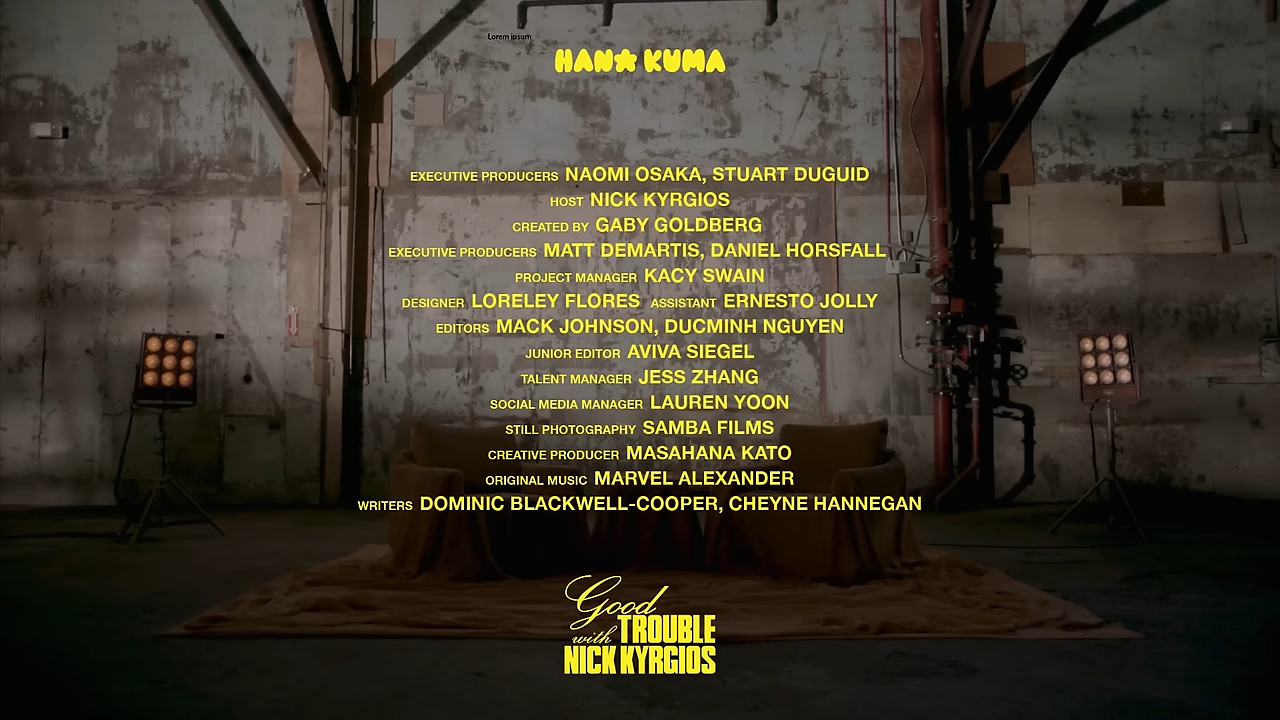 Lorem ipsum
HANA KUMA
EXECUTIVE PRODUCERS NAOMI OSAKA, STUART DUGUID
HOST NICK KYRGIOS
CREATED BY GABY GOLDBERG
EXECUTIVE PRODUCERS MATT DEMARTIS, DANIEL HORSFALL
PROJECT MANAGER KACY SWAIN
DESIGNER LORELEY FLORES ASSISTANT ERNESTO JOLLY
EDITORS MACK JOHNSON, DUCMINH NGUYEN
JUNIOR EDITOR AVIVA SIEGEL
TALENT MANAGER JESS ZHANG
SOCIAL MEDIA MANAGER LAUREN YOON
STILL PHOTOGRAPHY SAMBA FILMS
CREATIVE PRODUCER MASAHANA KATO
ORIGINAL MUSIC MARVEL ALEXANDER
WRITERS DOMINIC BLACKWELL-COOPER, CHEYNE HANNEGAN
Good
with TROUBLE
NICK KYRGIOS